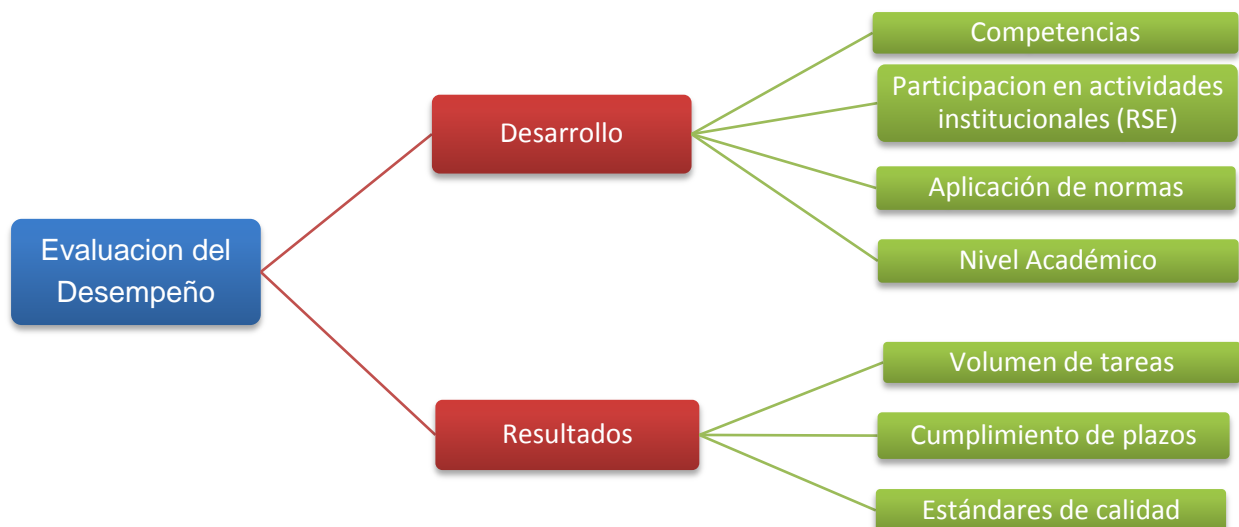 Evaluacion del
Desempeño
Desarrollo
Competencias
Participacion en actividades
institucionales (RSE)
Aplicación de normas
Nivel Académico
Resultados
Volumen de tareas
Cumplimiento de plazos
Estándares de calidad